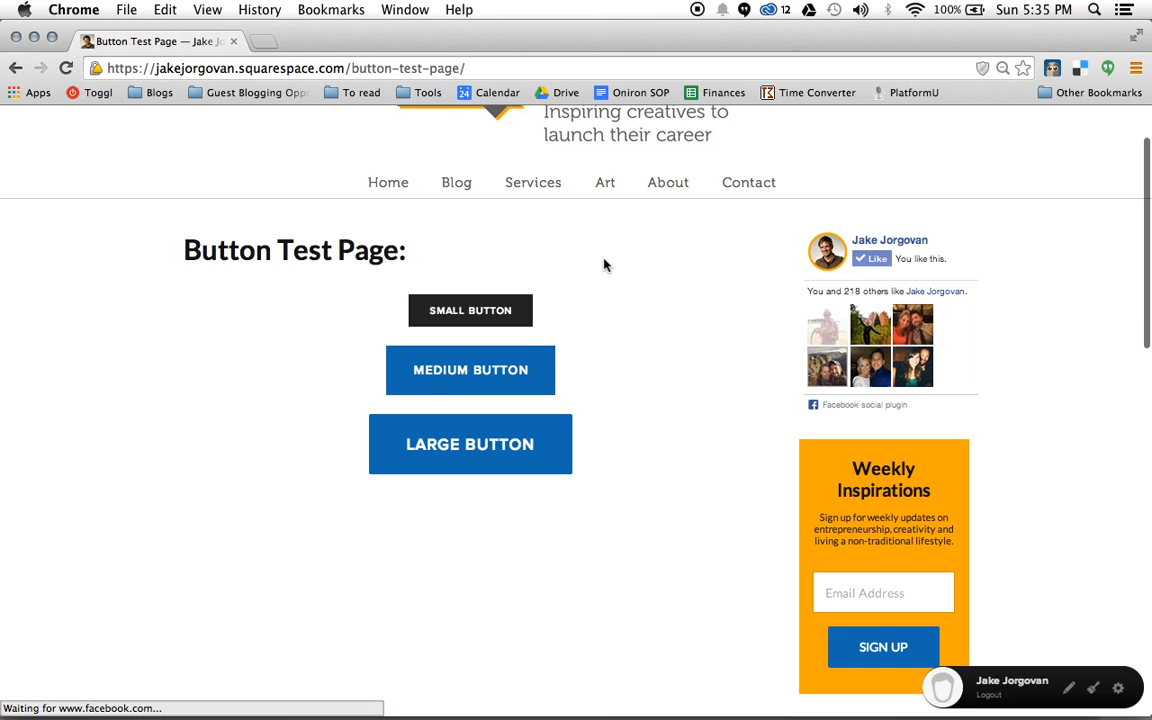 Chrome File Edit View History Bookmarks Window Help 12 100% Sun 5:35 PM
Button Test Page — Jake Jo
https://jakejorgovan.squarespace.com/button-test-page/
Apps Toggl Blogs Guest Blogging Opp To read Tools 24 Calendar Drive Oniron SOP Finances Time Converter PlatformU Other Bookmarks
Inspiring creatives to
launch their career
Home Blog Services Art About Contact
Button Test Page:
SMALL BUTTON
MEDIUM BUTTON
LARGE BUTTON
Jake Jorgovan
Like You like this.
You and 218 others like Jake Jorgovan.
Facebook social plugin
Weekly
Inspirations
Sign up for weekly updates on
entrepreneurship, creativity and
living a non-traditional lifestyle.
Email Address
SIGN UP
Jake Jorgovan
Logout
Waiting for www.facebook.com...